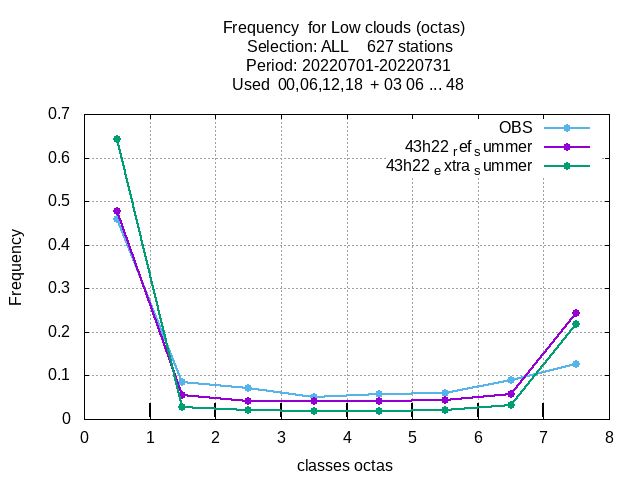 Frequency  for Low clouds (octas)
Selection: ALL    627 stations
Period: 20220701-20220731
Used  00,06,12,18  + 03 06 ... 48
OBS
43h22 ref summer
43h22 extra summer
0.7
0.6
0.5
0.4
0.3
0.2
0.1
0
Frequency
0 1 2 3 4 5 6 7 8
classes octas